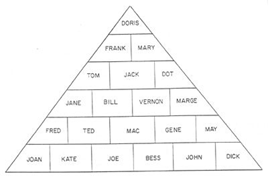 DORIS
FRANK MARY
TOM JACK DOT
JANE BILL VERNON MARGE
FRED TED MAC GENE MAY
JOAN KATE JOE BESS JOHN DICK